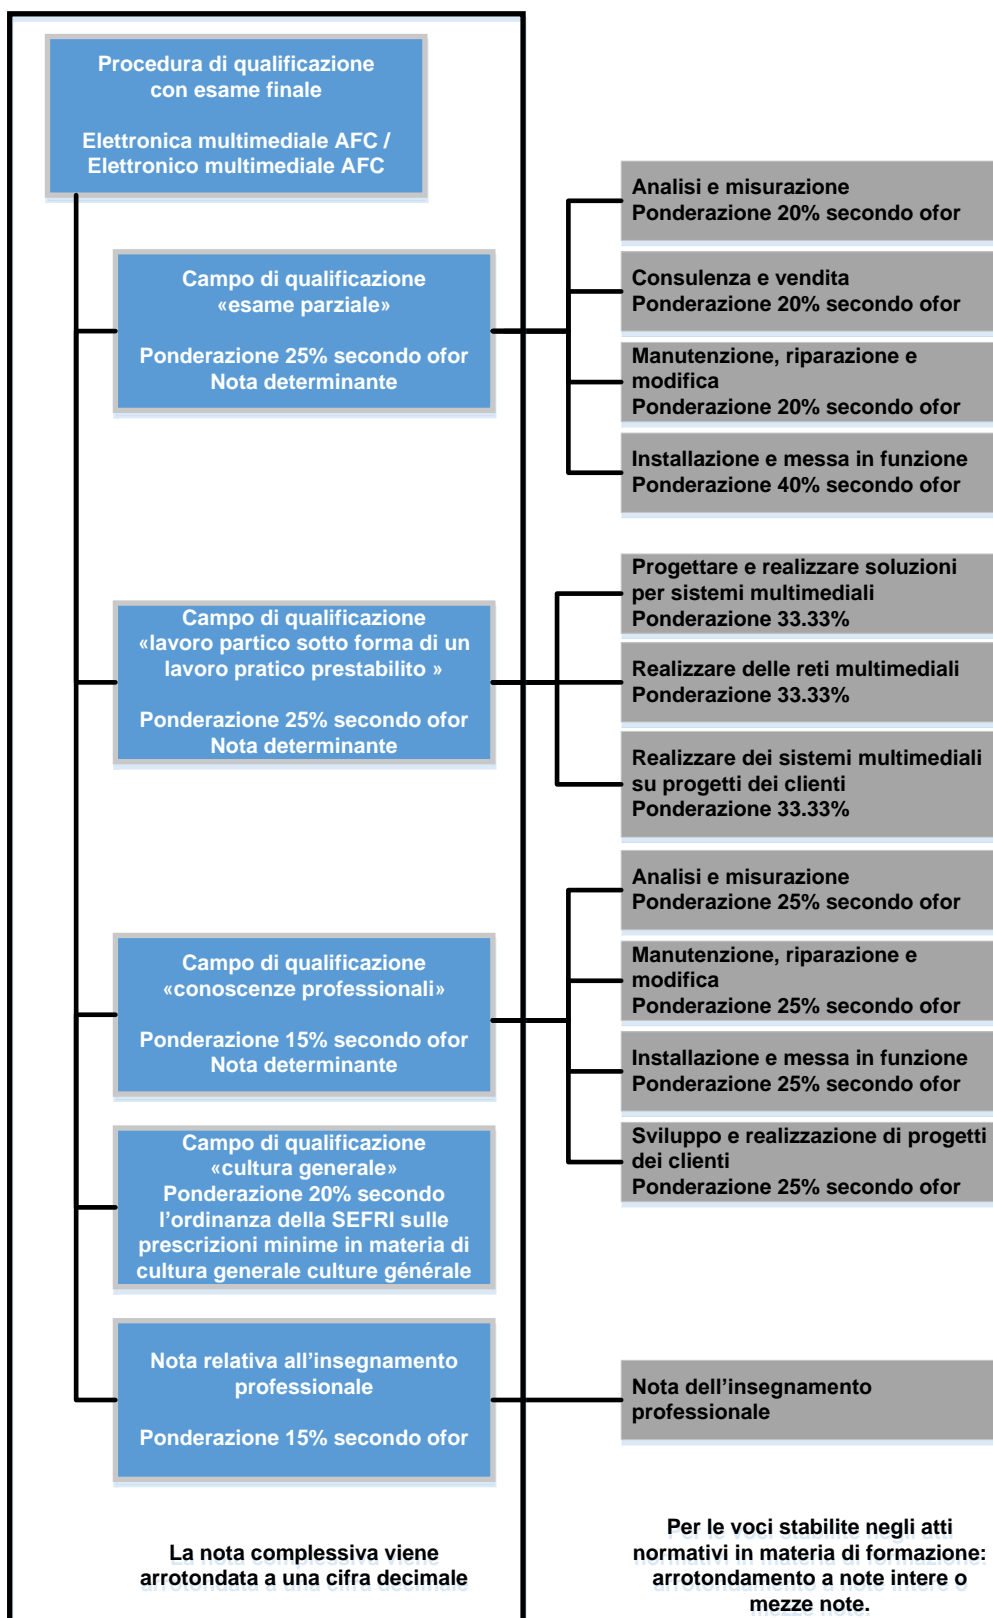 Procedura di qualificazione
con esame finale
Elettronica multimediale AFC /
Elettronico multimediale AFC
Campo di qualificazione
«esame parziale»
Ponderazione 25% secondo ofor
Nota determinante
Analisi e misurazione
Ponderazione 20% secondo ofor
Consulenza e vendita
Ponderazione 20% secondo ofor
Manutenzione, riparazione e
modifica
Ponderazione 20% secondo ofor
Installazione e messa in funzione
Ponderazione 40% secondo ofor
Campo di qualificazione
«lavoro partico sotto forma di un
lavoro pratico prestabilito »
Ponderazione 25% secondo ofor
Nota determinante
Progettare e realizzare soluzioni
per sistemi multimediali
Ponderazione 33.33%
Realizzare delle reti multimediali
Ponderazione 33.33%
Realizzare dei sistemi multimediali
su progetti dei clienti
Ponderazione 33.33%
Campo di qualificazione
«conoscenze professionali»
Ponderazione 15% secondo ofor
Nota determinante
Analisi e misurazione
Ponderazione 25% secondo ofor
Manutenzione, riparazione e
modifica
Ponderazione 25% secondo ofor
Installazione e messa in funzione
Ponderazione 25% secondo ofor
Sviluppo e realizzazione di progetti
dei clienti
Ponderazione 25% secondo ofor
Campo di qualificazione
«cultura generale»
Ponderazione 20% secondo
l'ordinanza della SEFRI sulle
prescrizioni minime in materia di
cultura generale culture générale
Nota relativa all'insegnamento
professionale
Ponderazione 15% secondo ofor
Nota dell'insegnamento
professionale
La nota complessiva viene
arrotondata a una cifra decimale
Per le voci stabilite negli atti
normativi in materia di formazione:
arrotondamento a note intere o
mezze note.